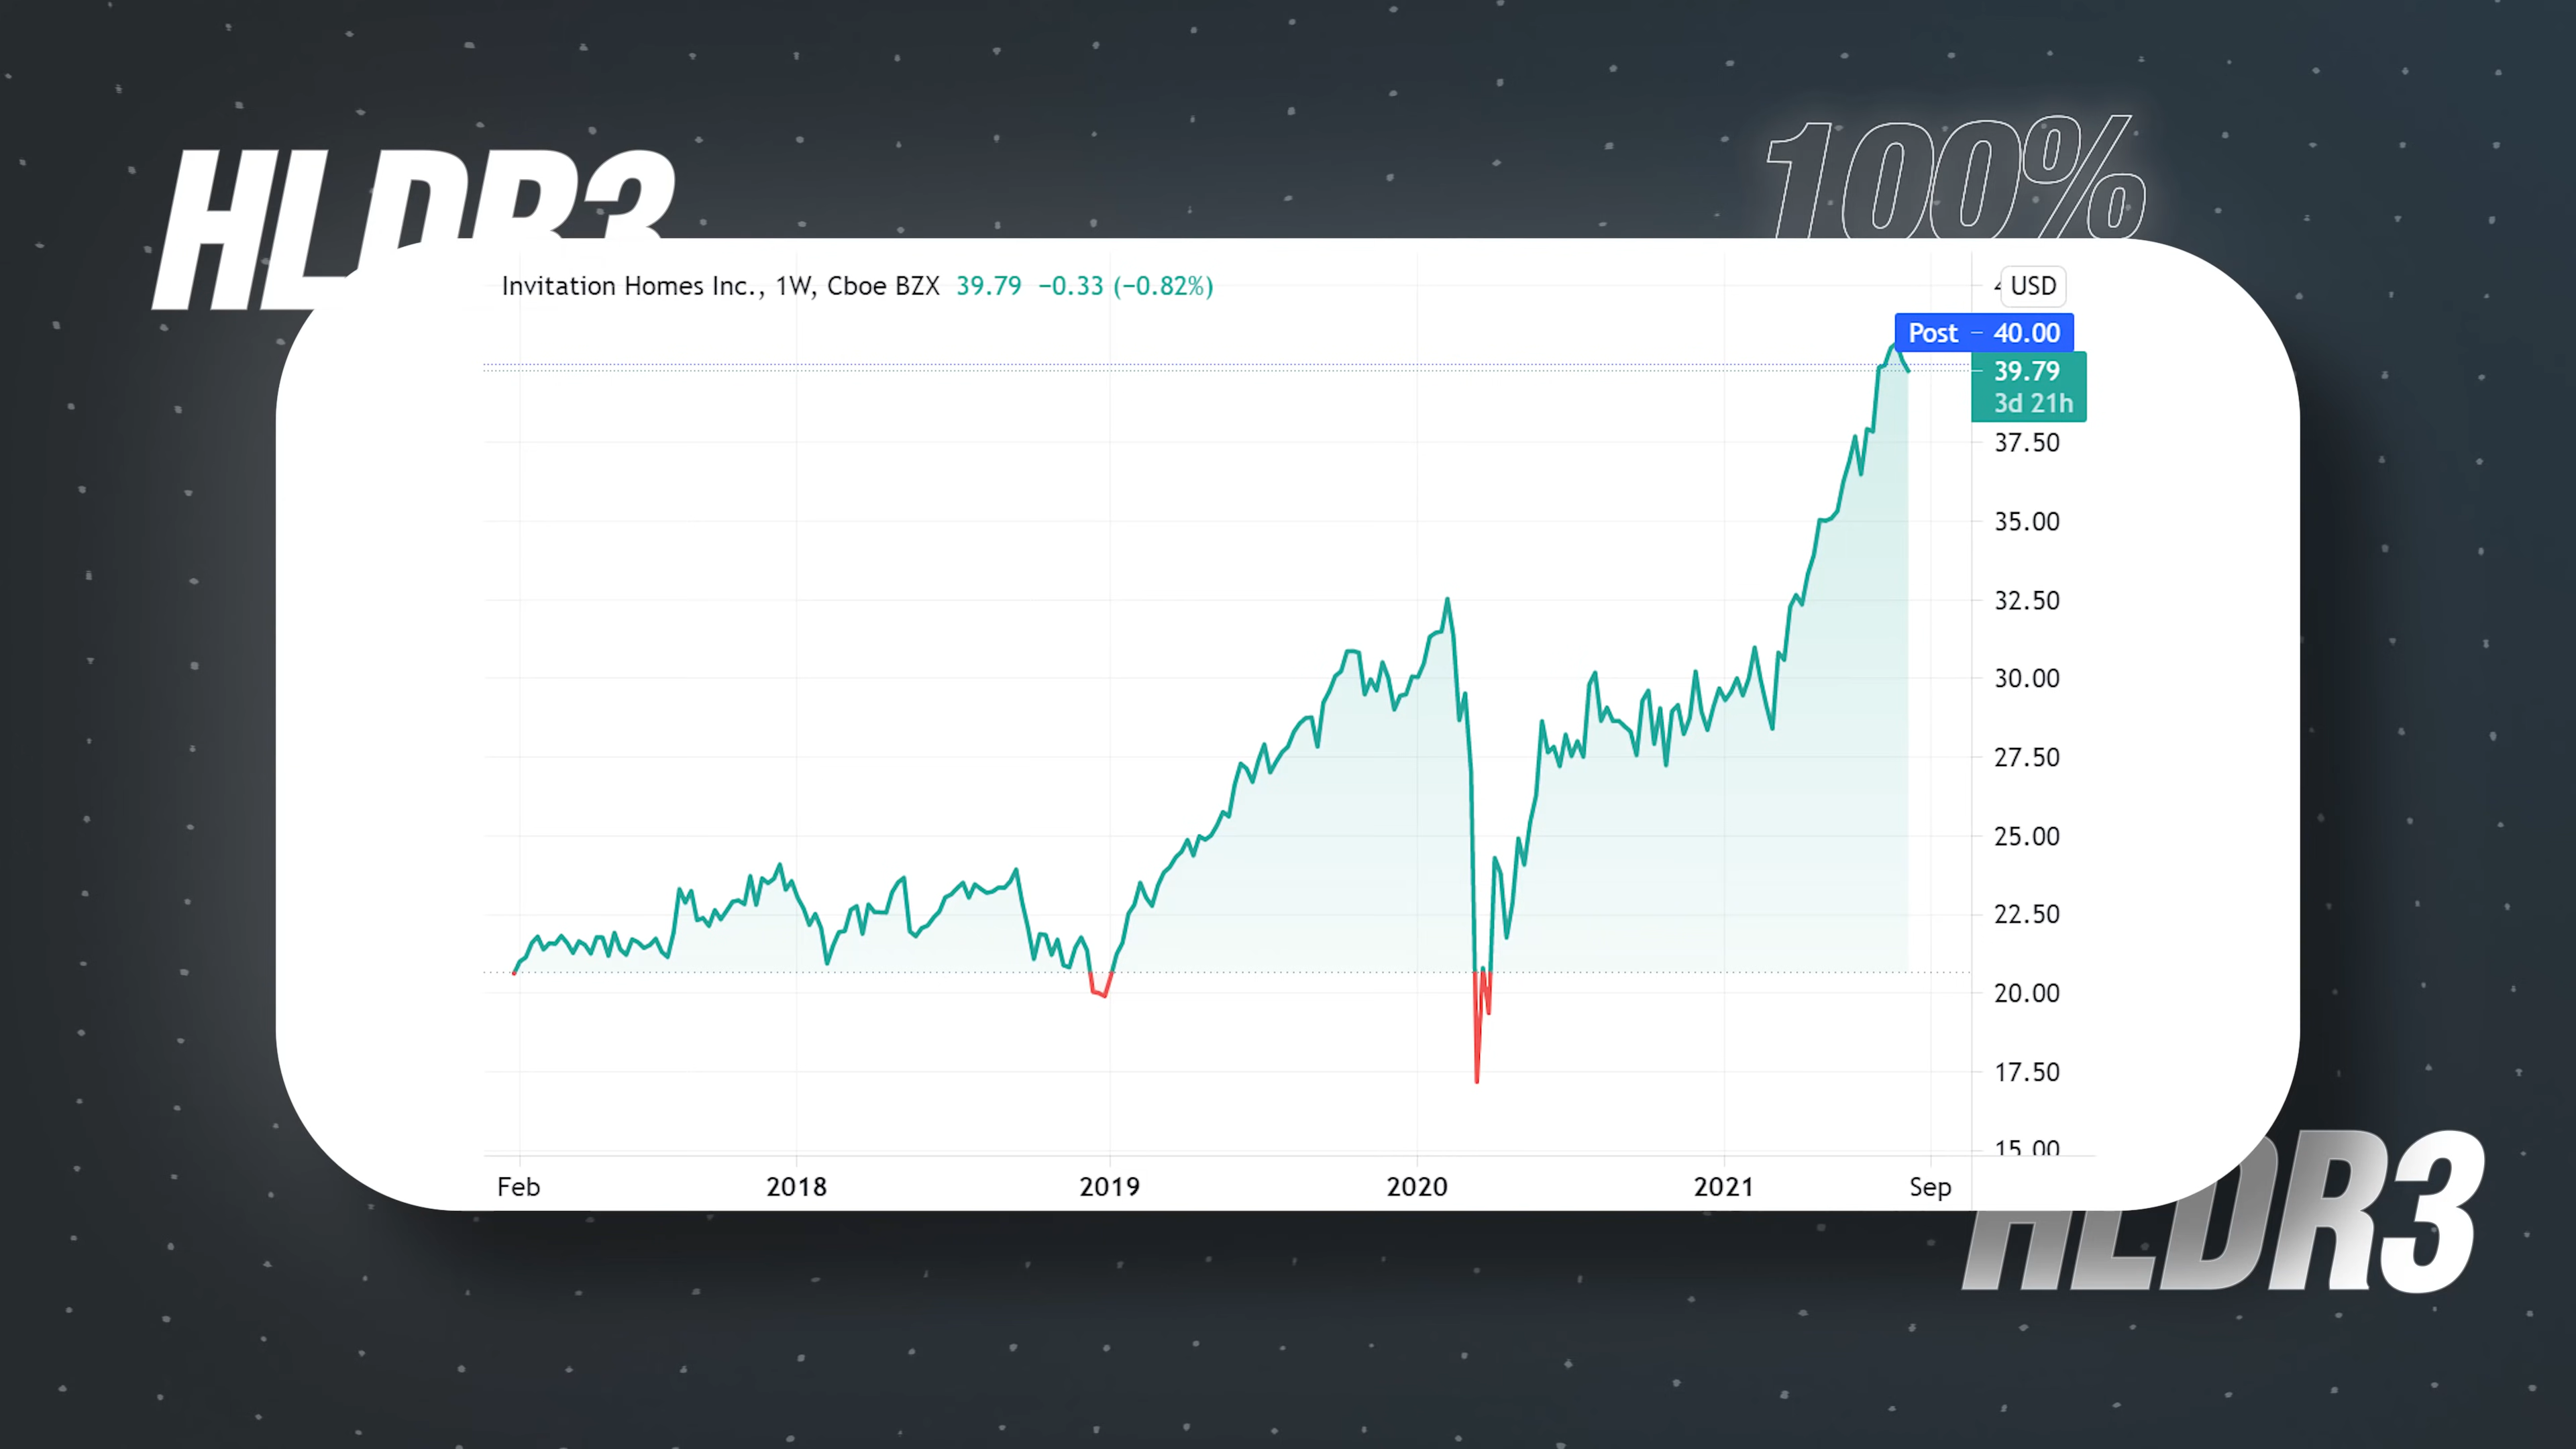 HLDR3
100%
Invitation Homes Inc., 1W, Cboe BZX 39.79 −0.33 (−0.82%)
USD
Post 40.00
39.79
3d 21h
37.50
35.00
32.50
30.00
27.50
25.00
22.50
20.00
17.50
15.00
Feb 2018 2019 2020 2021 Sep
HLDR3